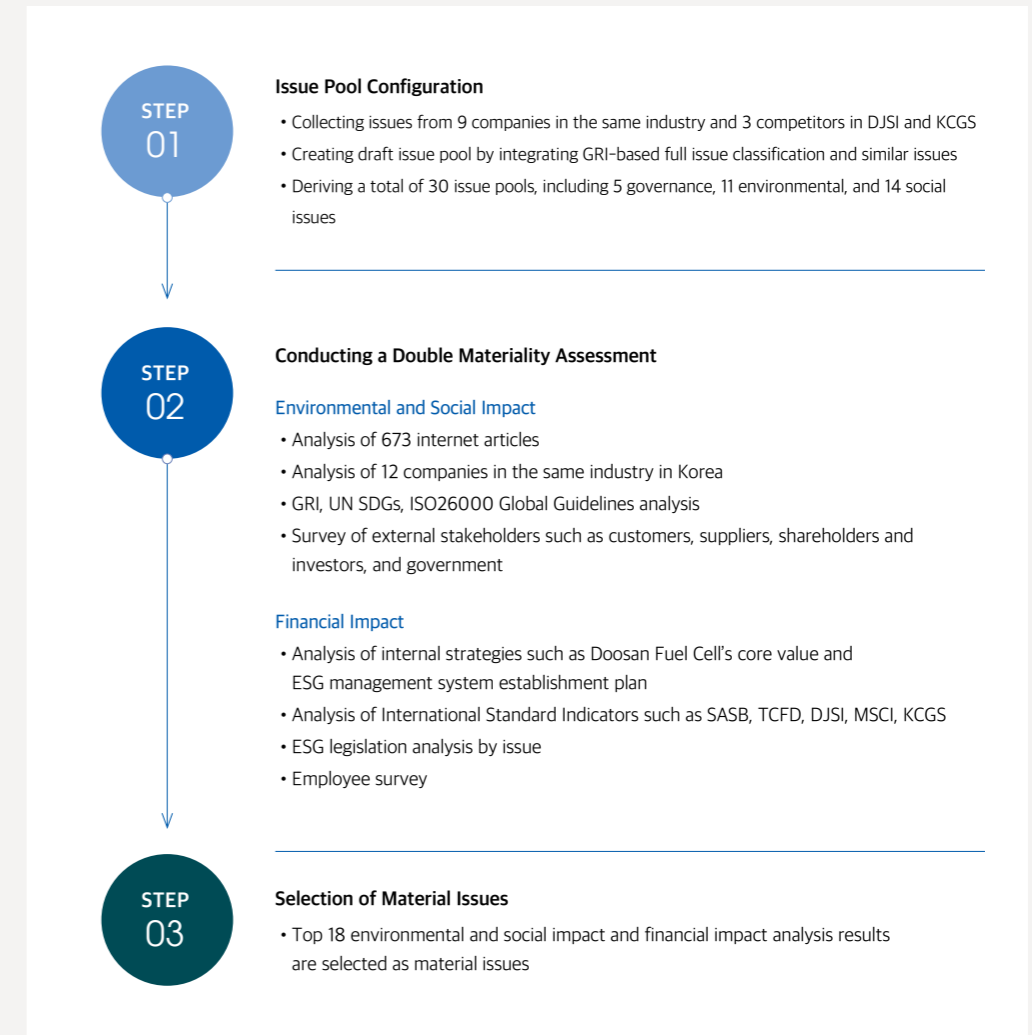 STEP
01
Issue Pool Configuration
• Collecting issues from 9 companies in the same industry and 3 competitors in DJSI and KCGS
• Creating draft issue pool by integrating GRI-based full issue classification and similar issues
• Deriving a total of 30 issue pools, including 5 governance, 11 environmental, and 14 social
issues
STEP
02
Conducting a Double Materiality Assessment
Environmental and Social Impact
• Analysis of 673 internet articles
• Analysis of 12 companies in the same industry in Korea
• GRI, UN SDGs, ISO26000 Global Guidelines analysis
• Survey of external stakeholders such as customers, suppliers, shareholders and
investors, and government
Financial Impact
• Analysis of internal strategies such as Doosan Fuel Cell's core value and
ESG management system establishment plan
• Analysis of International Standard Indicators such as SASB, TCFD, DJSI, MSCI, KCGS
• ESG legislation analysis by issue
• Employee survey
STEP
03
Selection of Material Issues
• Top 18 environmental and social impact and financial impact analysis results
are selected as material issues